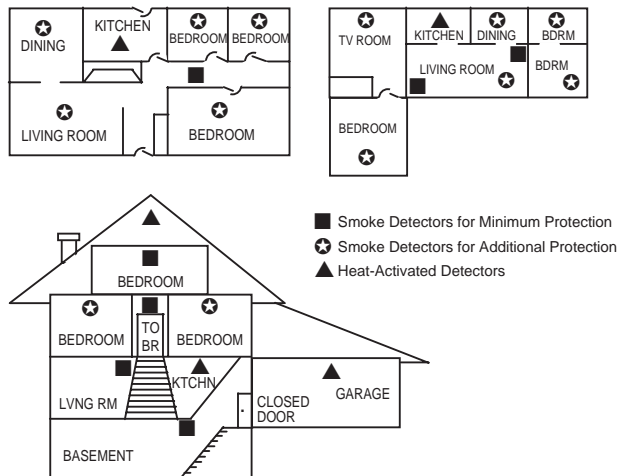 DINING
KITCHEN
BEDROOM
BEDROOM
LIVING ROOM
BEDROOM
TV ROOM
KITCHEN
DINING
BDRM
LIVING ROOM
BDRM
BEDROOM
Smoke Detectors for Minimum Protection
Smoke Detectors for Additional Protection
Heat-Activated Detectors
BEDROOM
BEDROOM
TO
BR
BEDROOM
LVNG RM
KTCHN
CLOSED
DOOR
GARAGE
BASEMENT